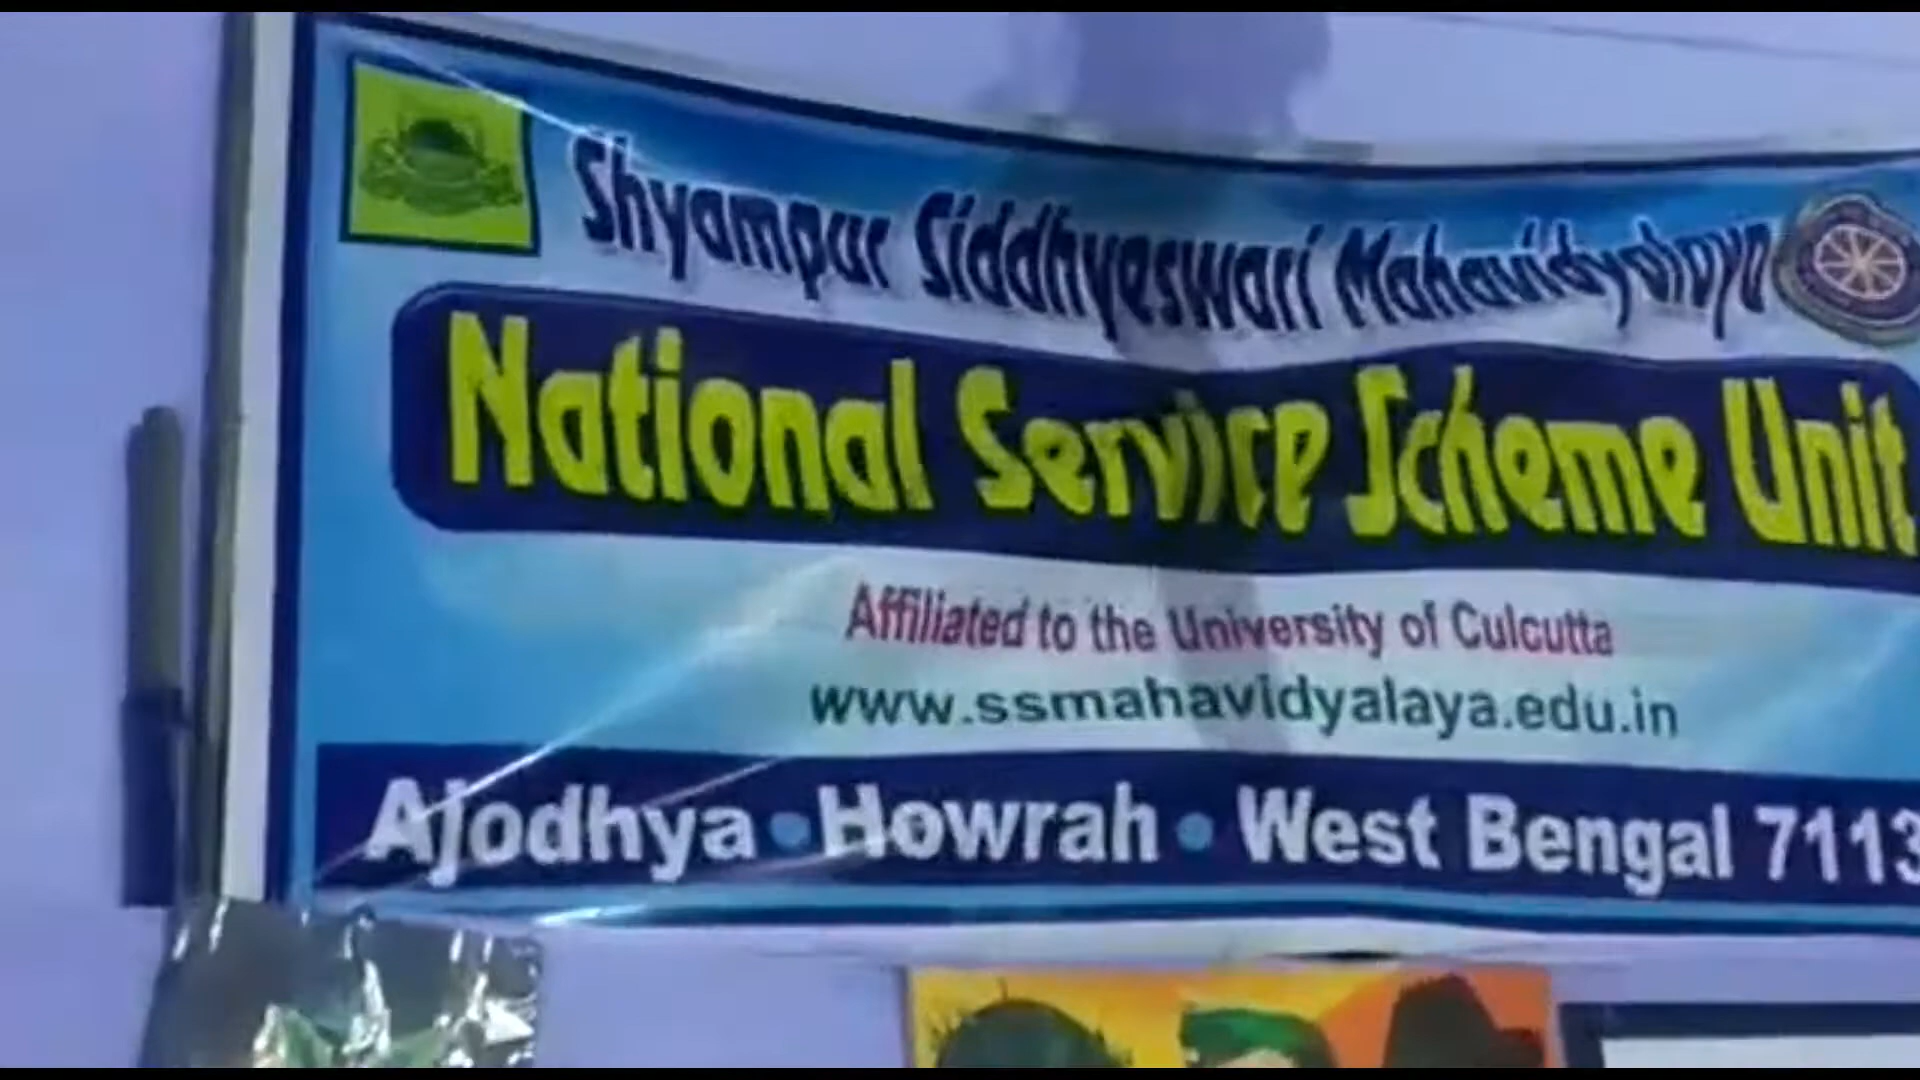 Shyampur Siddhyeswari Mahavidyalaya
National Service Scheme Unit
Affiliated to the University of Culcutta
www.ssmahavidyalaya.edu.in
Ajodhya • Howrah • West Bengal 7113